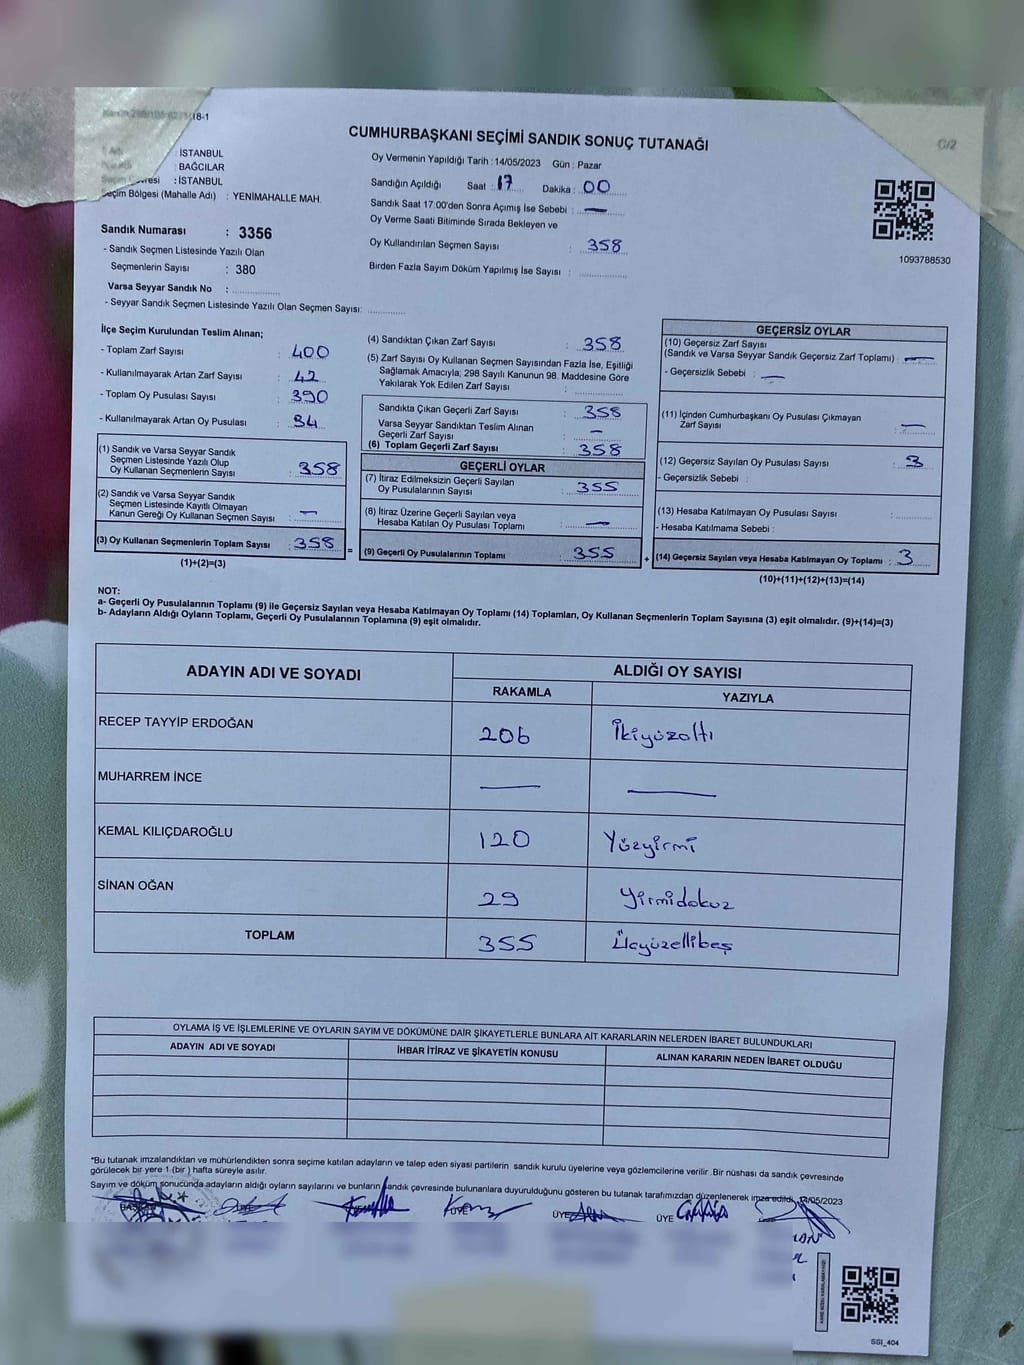 18-1
C/2
CUMHURBAŞKANI SEÇİMİ SANDIK SONUÇ TUTANAĞI
: İSTANBUL
: BAĞCILAR
: İSTANBUL
Seçim Bölgesi (Mahalle Adı) : YENİMAHALLE MAH.
Oy Vermenin Yapıldığı Tarih : 14/05/2023 Gün : Pazar
Sandığın Açıldığı Saat : 17 Dakika : 00
Sandık Saat 17:00'den Sonra Açımış İse Sebebi : —
Oy Verme Saati Bitiminde Sırada Bekleyen ve
Oy Kullandırılan Seçmen Sayısı : 358
Birden Fazla Sayım Döküm Yapılmış İse Sayısı :
1093788530
Sandık Numarası : 3356
- Sandık Seçmen Listesinde Yazılı Olan
Seçmenlerin Sayısı : 380
Varsa Seyyar Sandık No :
- Seyyar Sandık Seçmen Listesinde Yazılı Olan Seçmen Sayısı:
İlçe Seçim Kurulundan Teslim Alınan;
- Toplam Zarf Sayısı : 400
- Kullanılmayarak Artan Zarf Sayısı : 42
- Toplam Oy Pusulası Sayısı : 390
- Kullanılmayarak Artan Oy Pusulası :
(1) Sandık ve Varsa Seyyar Sandık
Seçmen Listesinde Yazılı Olup
Oy Kullanan Seçmenlerin Sayısı : 358
(2) Sandık ve Varsa Seyyar Sandık
Seçmen Listesinde Kayıtlı Olmayan
Kanun Gereği Oy Kullanan Seçmen Sayısı : —
(3) Oy Kullanan Seçmenlerin Toplam Sayısı : 358
(1)+(2)=(3)
=
(4) Sandıktan Çıkan Zarf Sayısı : 358
(5) Zarf Sayısı Oy Kullanan Seçmen Sayısından Fazla İse, Eşitliği
Sağlamak Amacıyla; 298 Sayılı Kanunun 98. Maddesine Göre
Yakılarak Yok Edilen Zarf Sayısı :
Sandıkta Çıkan Geçerli Zarf Sayısı : 358
Varsa Seyyar Sandıktan Teslim Alınan
Geçerli Zarf Sayısı : —
(6) Toplam Geçerli Zarf Sayısı : 358
GEÇERLİ OYLAR
(7) İtiraz Edilmeksizin Geçerli Sayılan
Oy Pusulalarının Sayısı : 355
(8) İtiraz Üzerine Geçerli Sayılan veya
Hesaba Katılan Oy Pusulası Toplamı : —
(9) Geçerli Oy Pusulalarının Toplamı : 355
+
GEÇERSİZ OYLAR
(10) Geçersiz Zarf Sayısı
(Sandık ve Varsa Seyyar Sandık Geçersiz Zarf Toplamı) : —
- Geçersizlik Sebebi : —
(11) İçinden Cumhurbaşkanı Oy Pusulası Çıkmayan
Zarf Sayısı : —
(12) Geçersiz Sayılan Oy Pusulası Sayısı : 3
- Geçersizlik Sebebi :
(13) Hesaba Katılmayan Oy Pusulası Sayısı :
- Hesaba Katılmama Sebebi :
(14) Geçersiz Sayılan veya Hesaba Katılmayan Oy Toplamı : 3
(10)+(11)+(12)+(13)=(14)
NOT:
a- Geçerli Oy Pusulalarının Toplamı (9) ile Geçersiz Sayılan veya Hesaba Katılmayan Oy Toplamı (14) Toplamları, Oy Kullanan Seçmenlerin Toplam Sayısına (3) eşit olmalıdır. (9)+(14)=(3)
b- Adayların Aldığı Oyların Toplamı, Geçerli Oy Pusulalarının Toplamına (9) eşit olmalıdır.
ADAYIN ADI VE SOYADI
ALDIĞI OY SAYISI
RAKAMLA YAZIYLA
RECEP TAYYİP ERDOĞAN 206 İkiyüzaltı
MUHARREM İNCE — —
KEMAL KILIÇDAROĞLU 120 Yüzyirmi
SİNAN OĞAN 29 Yirmidokuz
TOPLAM 355 Üçyüzellibeş
OYLAMA İŞ VE İŞLEMLERİNE VE OYLARIN SAYIM VE DÖKÜMÜNE DAİR ŞİKAYETLERLE BUNLARA AİT KARARLARIN NELERDEN İBARET BULUNDUKLARI
ADAYIN ADI VE SOYADI İHBAR İTİRAZ VE ŞİKAYETİN KONUSU ALINAN KARARIN NEDEN İBARET OLDUĞU
*Bu tutanak imzalandıktan ve mühürlendikten sonra seçime katılan adayların ve talep eden siyasi partilerin sandık kurulu üyelerine veya gözlemcilerine verilir .Bir nüshası da sandık çevresinde
görülecek bir yere 1 (bir ) hafta süreyle asılır.
Sayım ve döküm sonucunda adayların aldığı oyların sayılarını ve bunların sandık çevresinde bulunanlara duyurulduğunu gösteren bu tutanak tarafımızdan düzenlenerek imza edildi. 14/05/2023
BAŞKAN ÜYE ÜYE ÜYE
SSI_404